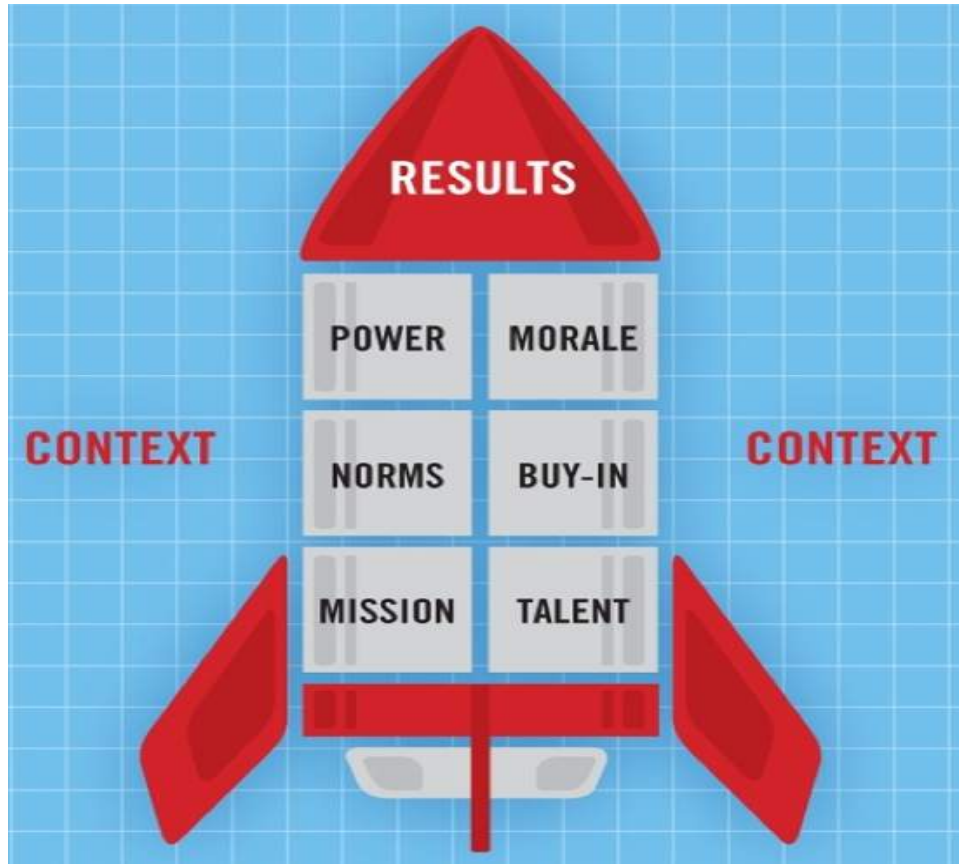 RESULTS
POWER MORALE
CONTEXT NORMS BUY-IN CONTEXT
MISSION TALENT